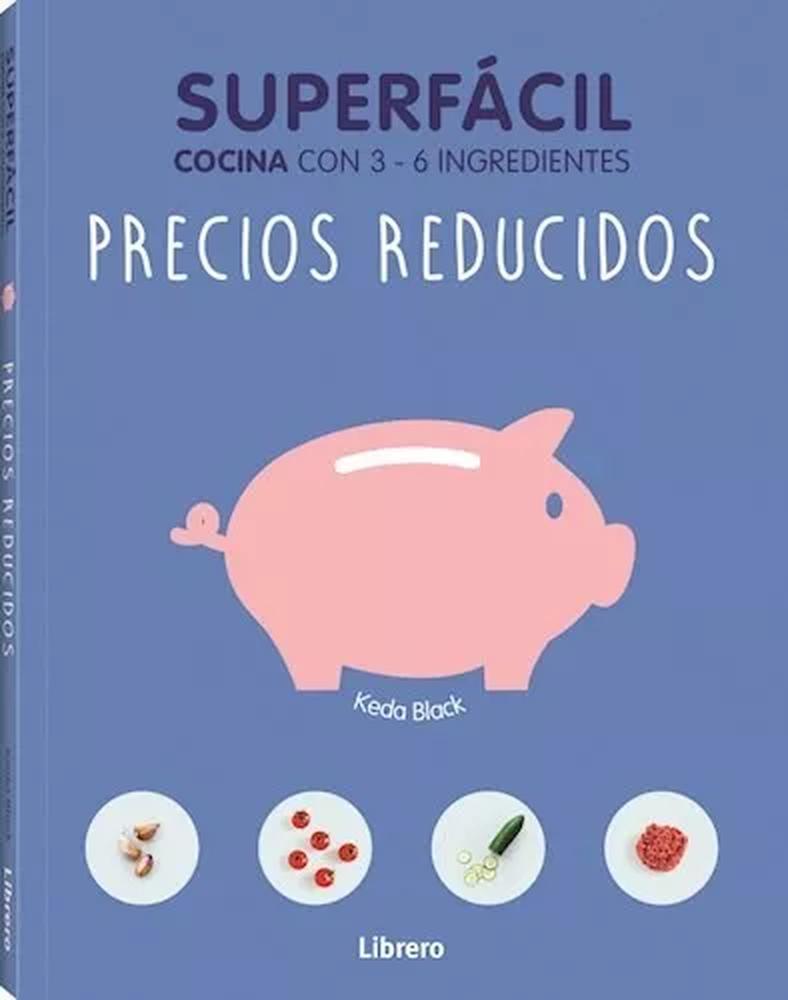 SUPERFÁCIL
COCINA CON 3 - 6 INGREDIENTES
PRECIOS REDUCIDOS
Keda Black
Librero
SUPERFÁCIL
PRECIOS REDUCIDOS
Librero